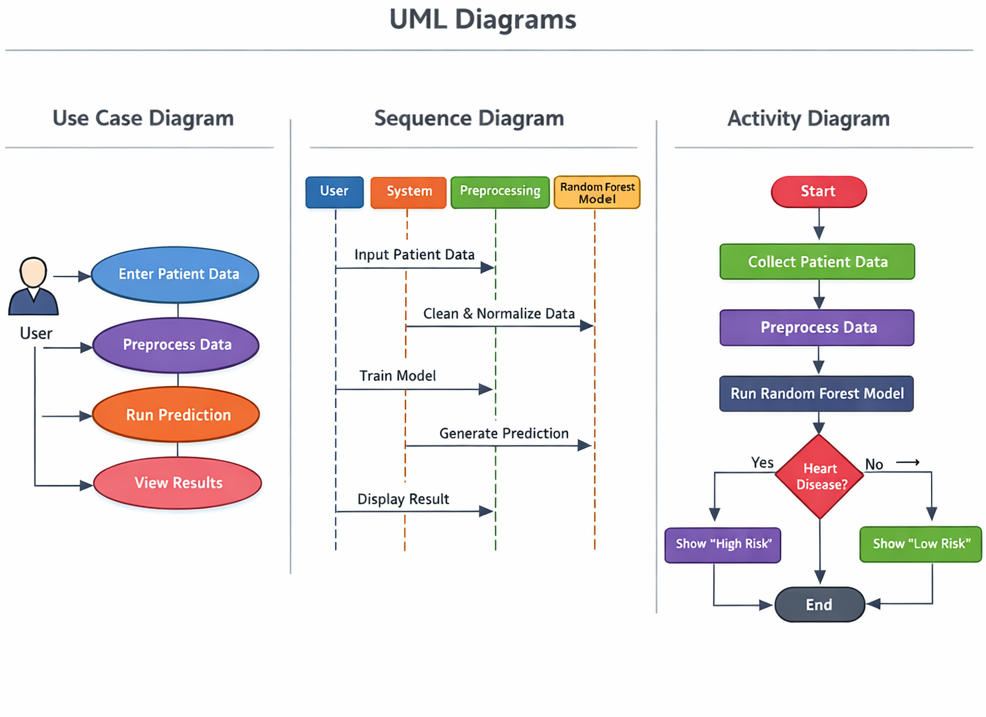 UML Diagrams
Use Case Diagram
User
Enter Patient Data
Preprocess Data
Run Prediction
View Results
Sequence Diagram
User
System
Preprocessing
Random Forest
Model
Input Patient Data
Clean & Normalize Data
Train Model
Generate Prediction
Display Result
Activity Diagram
Start
Collect Patient Data
Preprocess Data
Run Random Forest Model
Heart
Disease?
Yes
No
Show "High Risk"
Show "Low Risk"
End